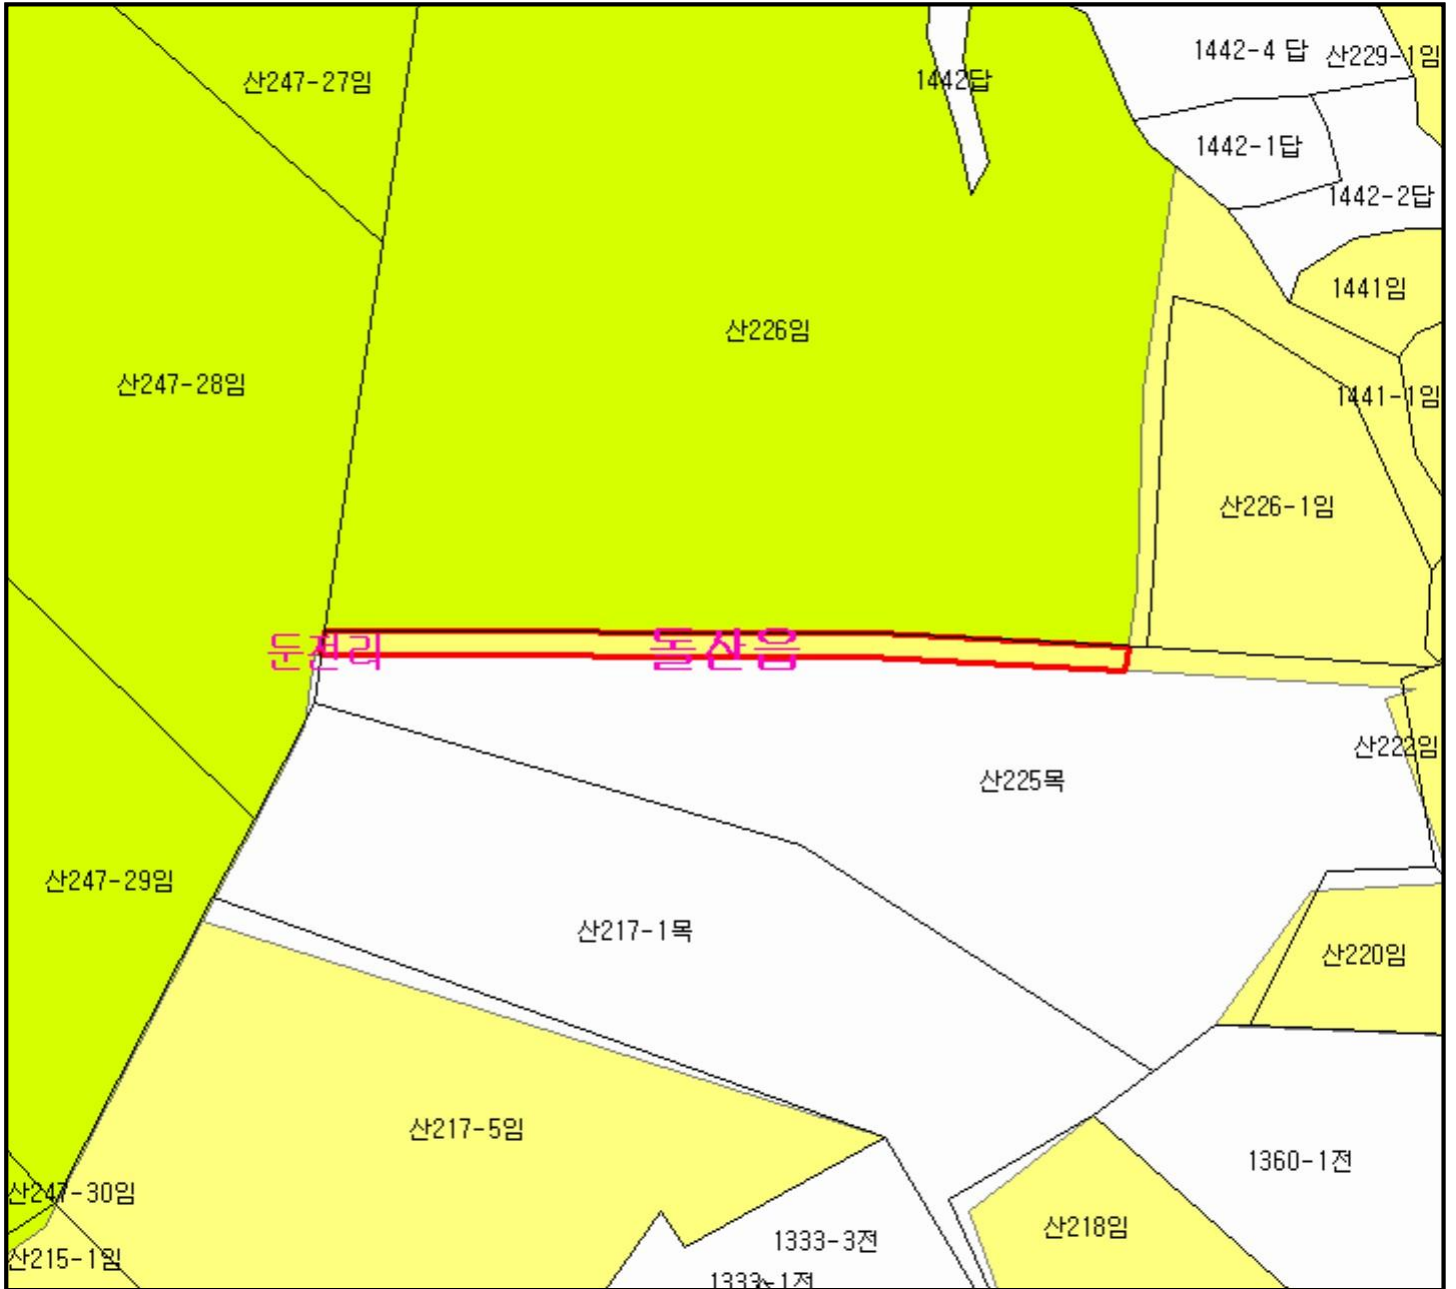 1442-4 답
산229-1임
산247-27임
1442답
1442-1답
1442-2답
1441임
산226임
산247-28임
1441-1임
산226-1임
둔전리
돌산읍
산222임
산225목
산247-29임
산217-1목
산220임
산217-5임
1360-1전
산247-30임
산218임
1333-3전
산215-1임
1333-1전